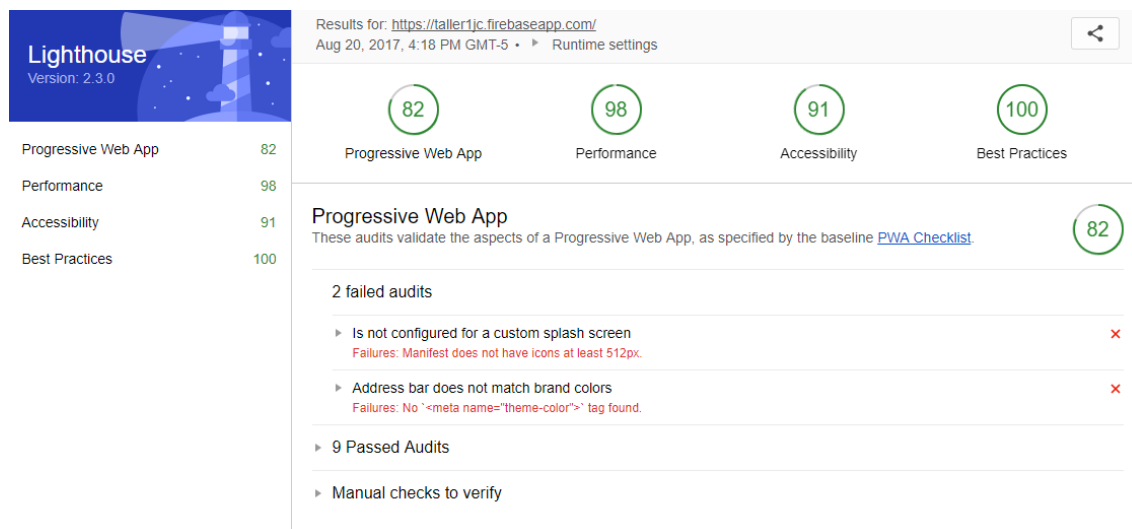 Lighthouse
Version: 2.3.0
Progressive Web App 82
Performance 98
Accessibility 91
Best Practices 100
Results for: https://taller1jc.firebaseapp.com/
Aug 20, 2017, 4:18 PM GMT-5 • Runtime settings
82 98 91 100
Progressive Web App Performance Accessibility Best Practices
Progressive Web App
These audits validate the aspects of a Progressive Web App, as specified by the baseline PWA Checklist.
82
2 failed audits
Is not configured for a custom splash screen
Failures: Manifest does not have icons at least 512px.
Address bar does not match brand colors
Failures: No `<meta name="theme-color">` tag found.
9 Passed Audits
Manual checks to verify